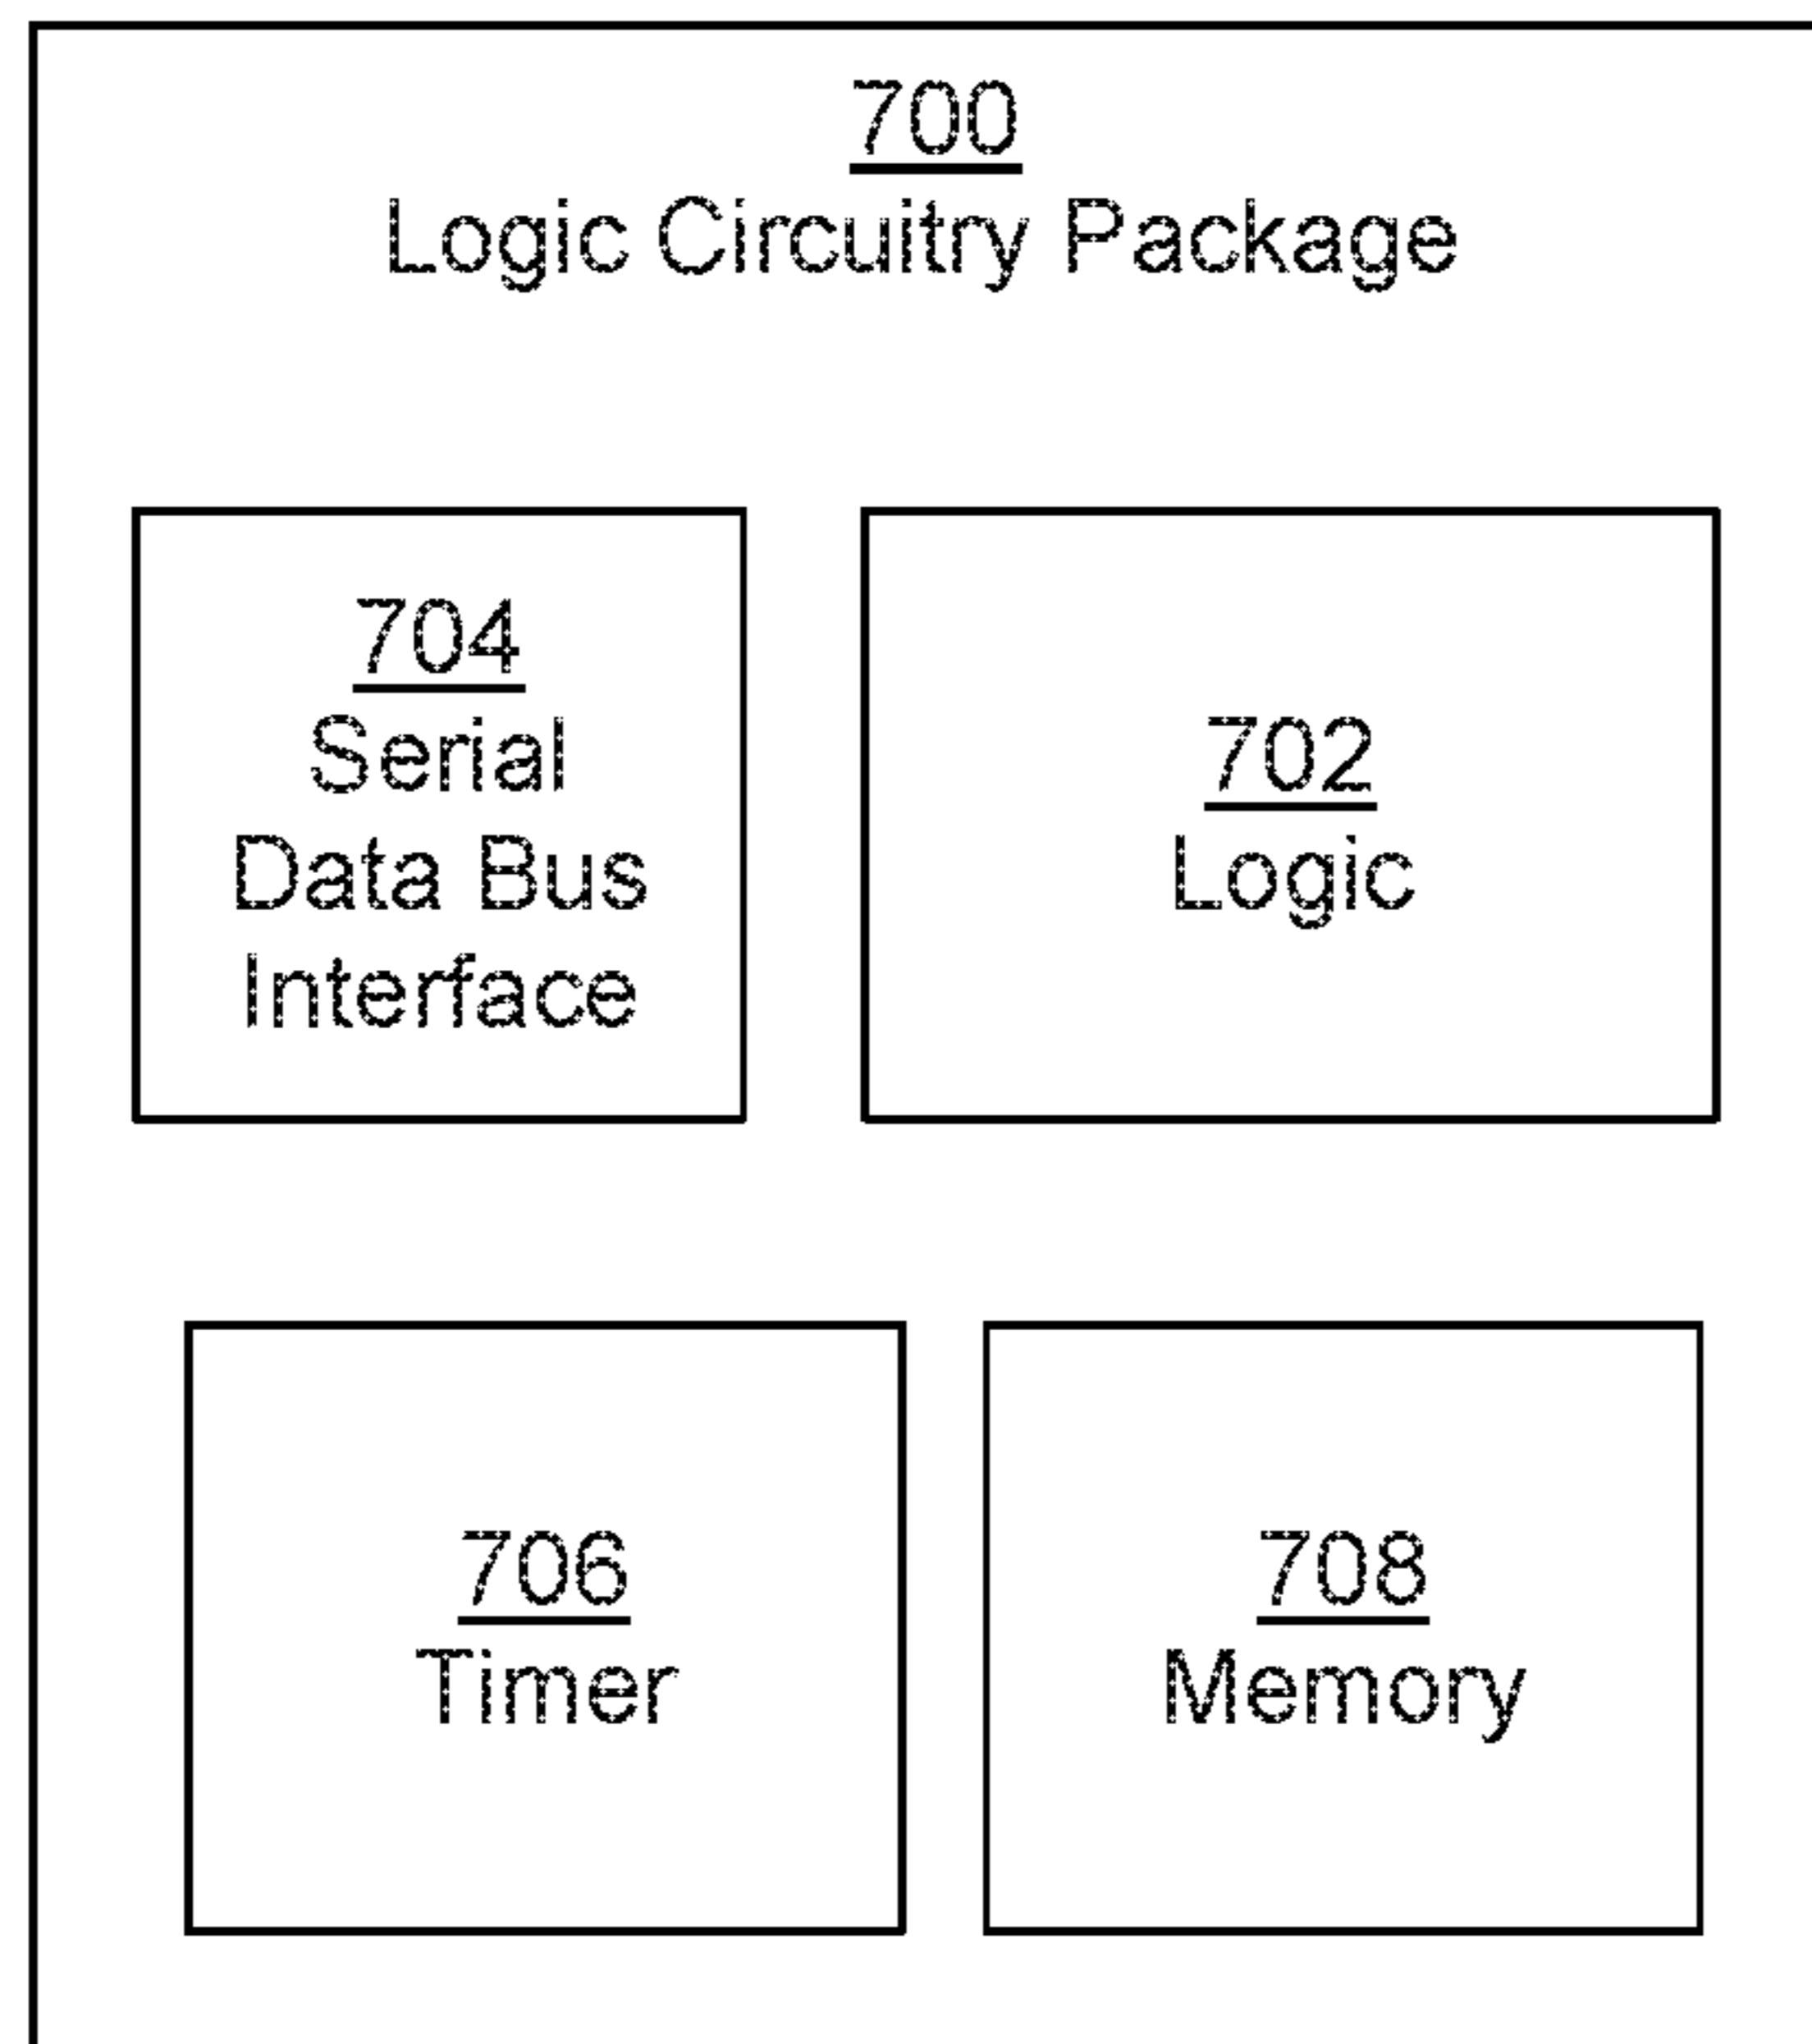 700
Logic Circuitry Package
704
Serial
Data Bus
Interface
702
Logic
706
Timer
708
Memory